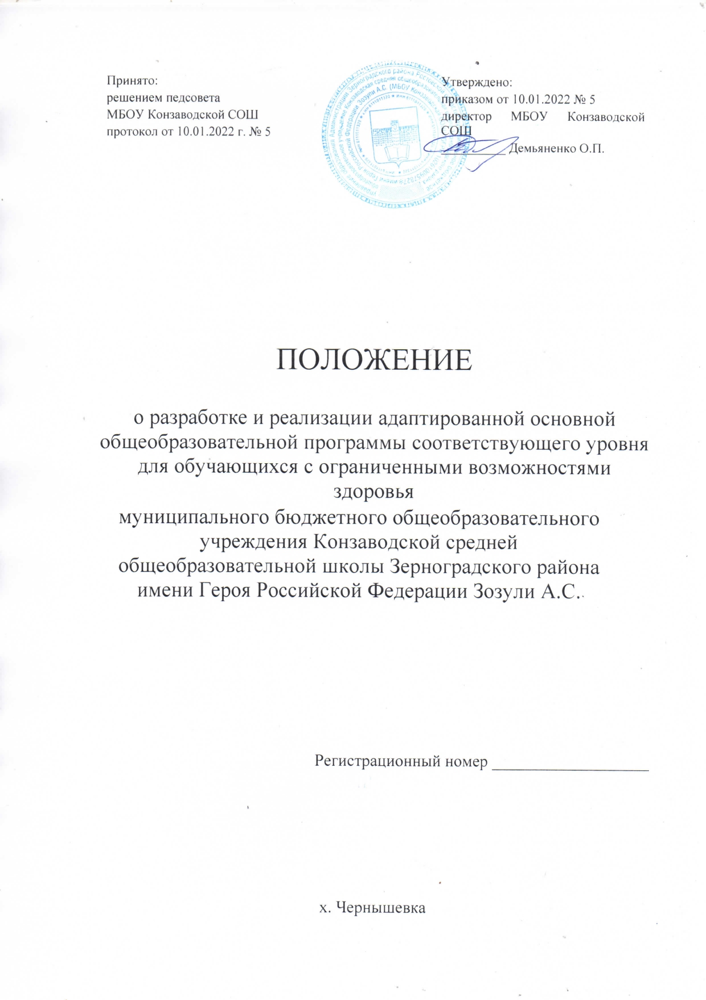 Принято:
решением педсовета
МБОУ Конзаводской СОШ
протокол от 10.01.2022 г. № 5
Утверждено:
приказом от 10.01.2022 № 5
директор МБОУ Конзаводской
СОШ
____________ Демьяненко О.П.
ПОЛОЖЕНИЕ
о разработке и реализации адаптированной основной
общеобразовательной программы соответствующего уровня
для обучающихся с ограниченными возможностями
здоровья
муниципального бюджетного общеобразовательного
учреждения Конзаводской средней
общеобразовательной школы Зерноградского района
имени Героя Российской Федерации Зозули А.С.
Регистрационный номер ____________________
х. Чернышевка